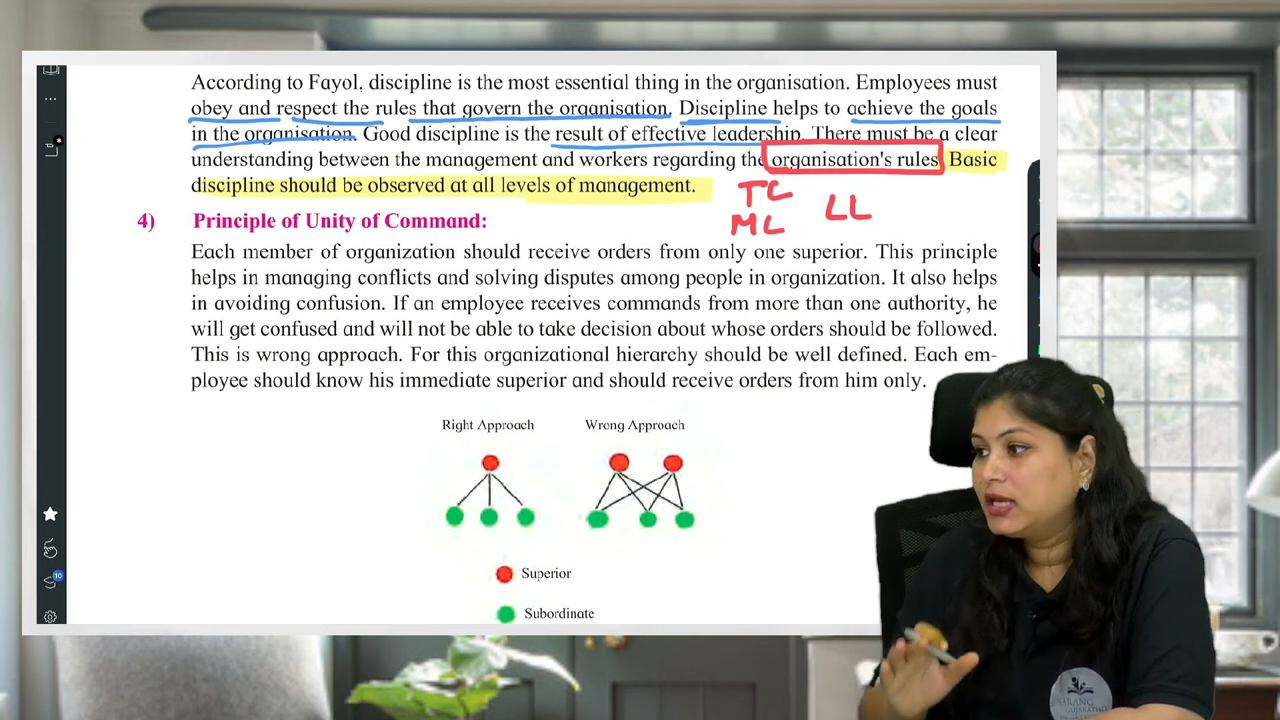 According to Fayol, discipline is the most essential thing in the organisation. Employees must
obey and respect the rules that govern the organisation. Discipline helps to achieve the goals
in the organisation. Good discipline is the result of effective leadership. There must be a clear
understanding between the management and workers regarding the organisation's rules. Basic
discipline should be observed at all levels of management.
TL
ML
LL
4) Principle of Unity of Command:
Each member of organization should receive orders from only one superior. This principle
helps in managing conflicts and solving disputes among people in organization. It also helps
in avoiding confusion. If an employee receives commands from more than one authority, he
will get confused and will not be able to take decision about whose orders should be followed.
This is wrong approach. For this organizational hierarchy should be well defined. Each em-
ployee should know his immediate superior and should receive orders from him only.
Right Approach Wrong Approach
Superior
Subordinate
10
SARANG